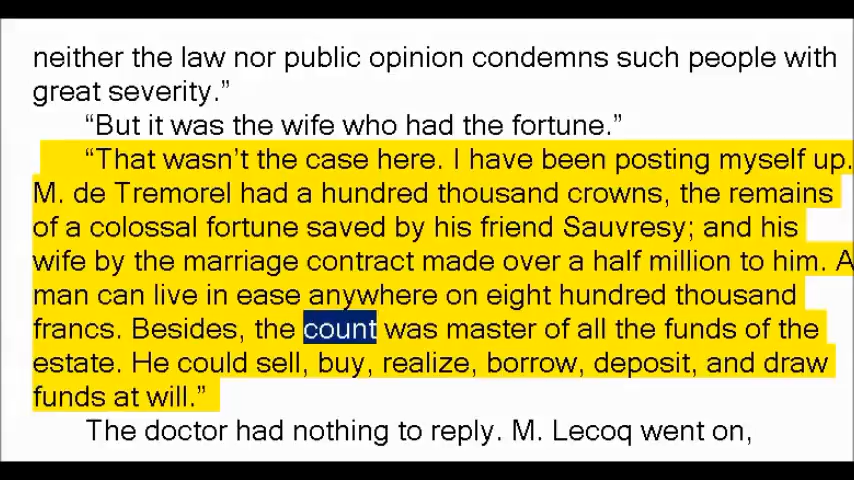 neither the law nor public opinion condemns such people with
great severity.”
“But it was the wife who had the fortune.”
“That wasn’t the case here. I have been posting myself up.
M. de Tremorel had a hundred thousand crowns, the remains
of a colossal fortune saved by his friend Sauvresy; and his
wife by the marriage contract made over a half million to him. A
man can live in ease anywhere on eight hundred thousand
francs. Besides, the count was master of all the funds of the
estate. He could sell, buy, realize, borrow, deposit, and draw
funds at will.”
The doctor had nothing to reply. M. Lecoq went on,